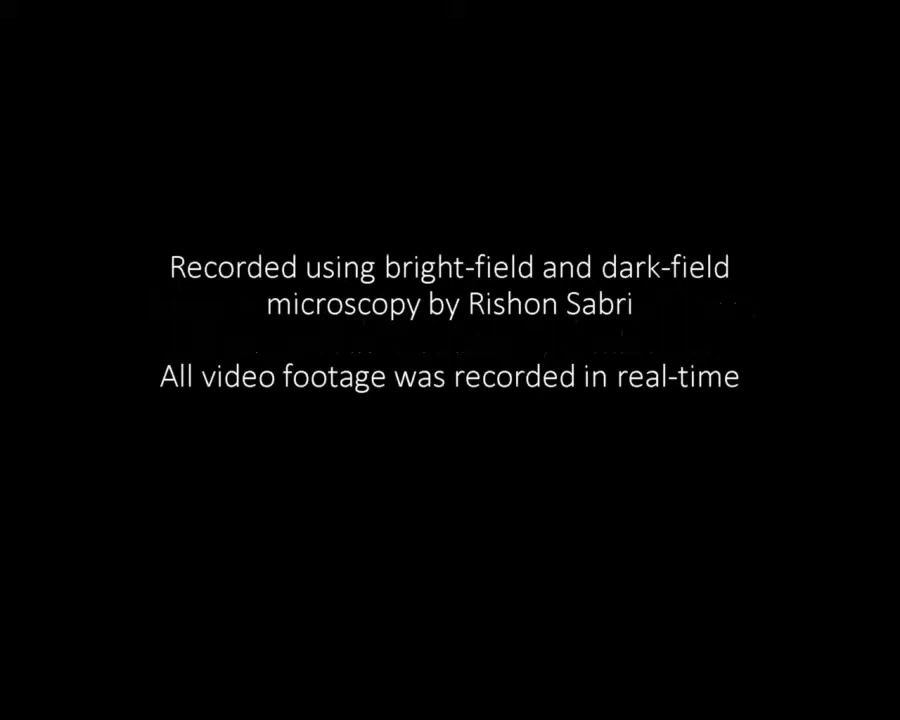 Recorded using bright-field and dark-field
microscopy by Rishon Sabri
All video footage was recorded in real-time